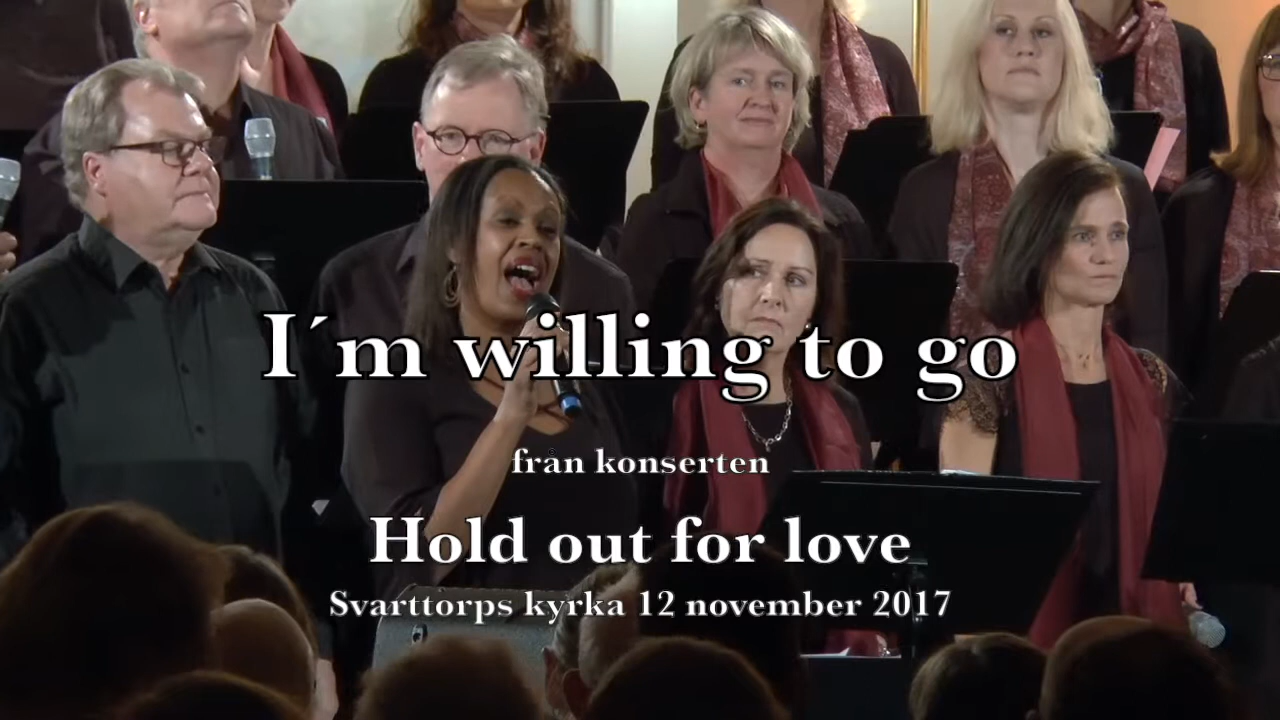 I´m willing to go
från konserten
Hold out for love
Svarttorps kyrka 12 november 2017